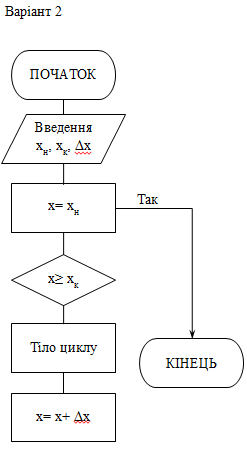 Варіант 2
ПОЧАТОК
Введення
xн, xк, Δx
x= xн
Так
x≥ xк
Тіло циклу
КІНЕЦЬ
x= x+ Δx